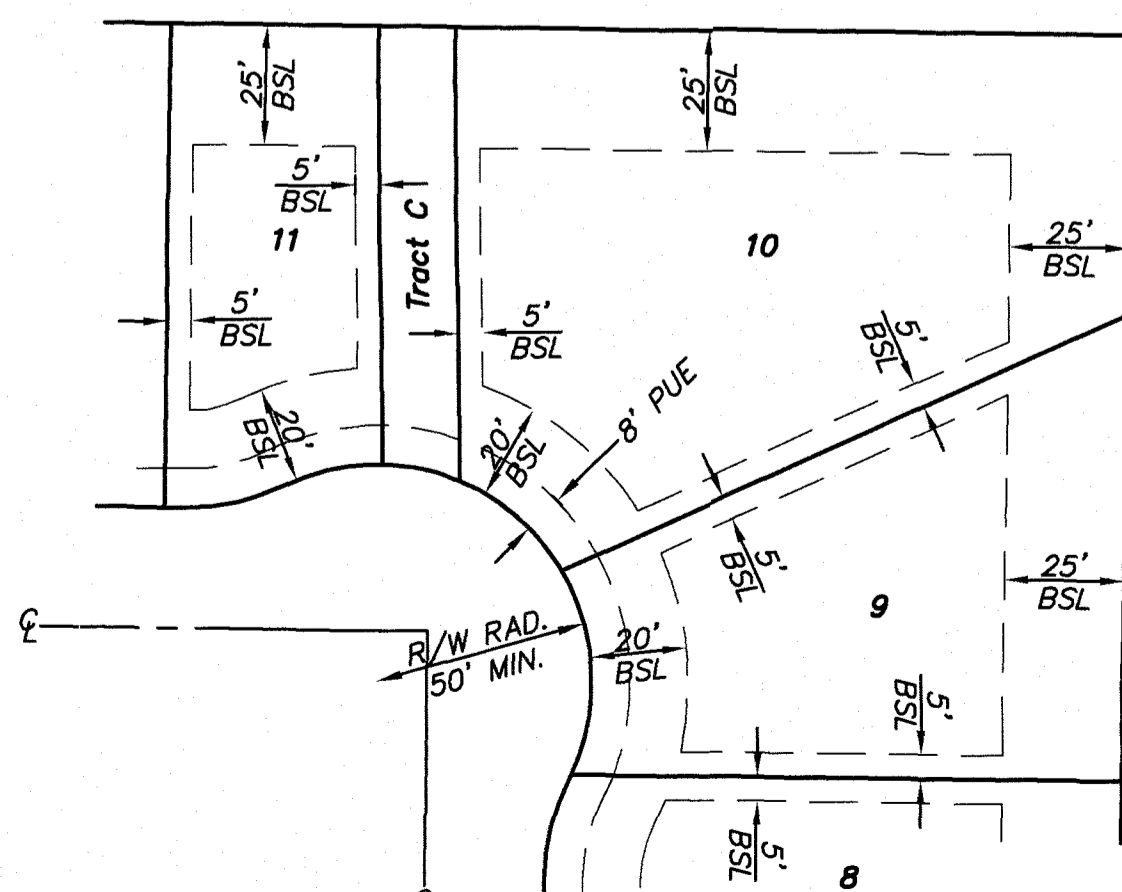 25'
BSL
25'
BSL
5'
BSL
Tract C
11
10
25'
BSL
5'
BSL
5'
BSL
5'
BSL
8' PUE
20'
BSL
20'
BSL
5'
BSL
25'
BSL
9
℄
R/W RAD.
50' MIN.
20'
BSL
5'
BSL
5'
BSL
8